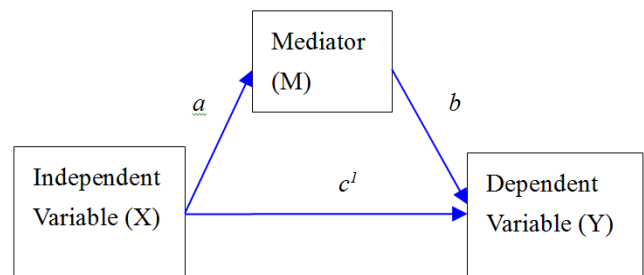 Mediator
(M)
a
b
Independent
Variable (X)
c¹
Dependent
Variable (Y)